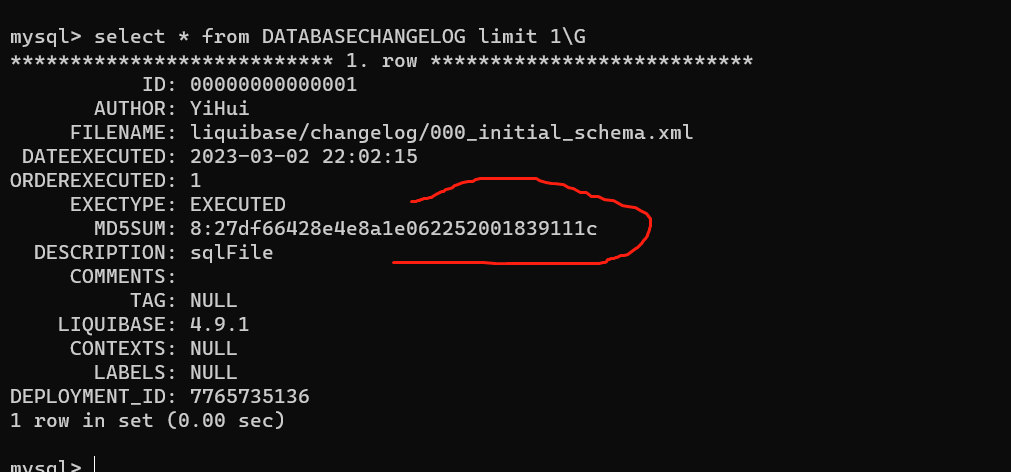 mysql> select * from DATABASECHANGELOG limit 1\G
*************************** 1. row ***************************
ID: 00000000000001
AUTHOR: YiHui
FILENAME: liquibase/changelog/000_initial_schema.xml
DATEEXECUTED: 2023-03-02 22:02:15
ORDEREXECUTED: 1
EXECTYPE: EXECUTED
MD5SUM: 8:27df66428e4e8a1e062252001839111c
DESCRIPTION: sqlFile
COMMENTS:
TAG: NULL
LIQUIBASE: 4.9.1
CONTEXTS: NULL
LABELS: NULL
DEPLOYMENT_ID: 7765735136
1 row in set (0.00 sec)
mysql>